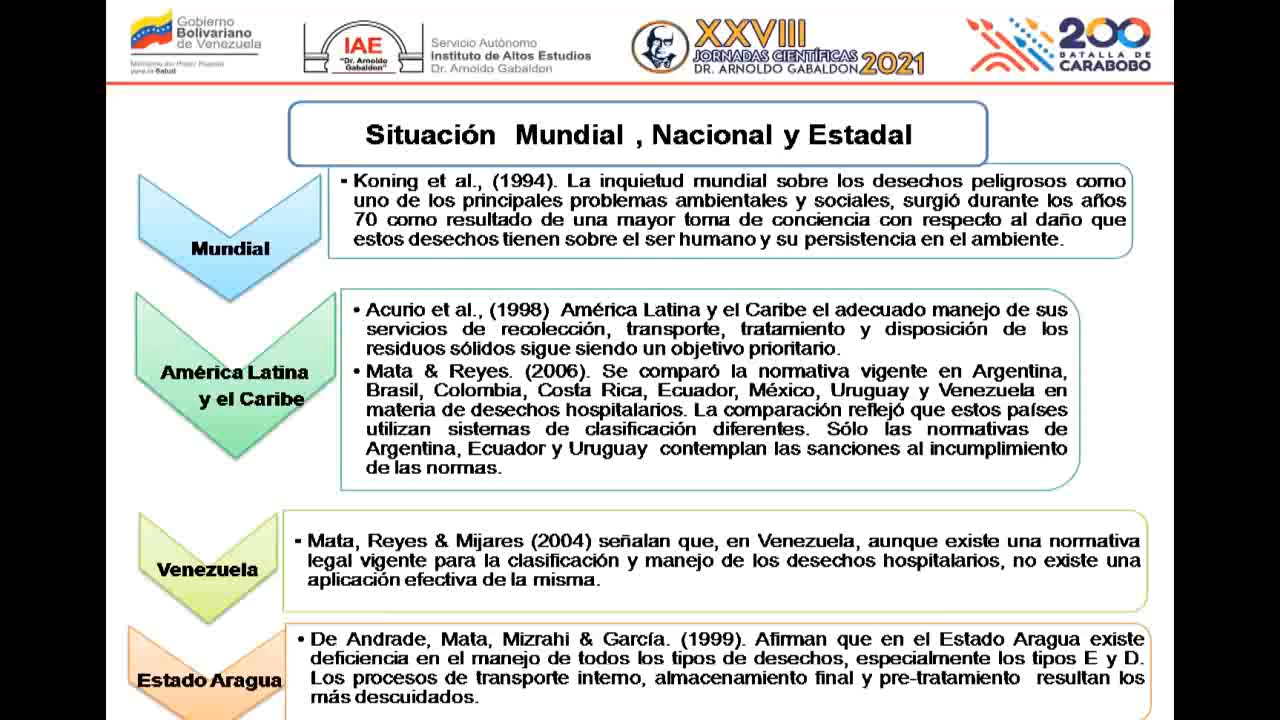 Gobierno
Bolivariano
de Venezuela
Ministerio del Poder Popular
para la Salud
IAE
"Dr. Arnoldo
Gabaldon"
Servicio Autónomo
Instituto de Altos Estudios
Dr. Arnoldo Gabaldon
XXVIII
JORNADAS CIENTÍFICAS
DR. ARNOLDO GABALDON 2021
200
BATALLA DE
CARABOBO
Situación Mundial , Nacional y Estadal
Mundial
- Koning et al., (1994). La inquietud mundial sobre los desechos peligrosos como
uno de los principales problemas ambientales y sociales, surgió durante los años
70 como resultado de una mayor toma de conciencia con respecto al daño que
estos desechos tienen sobre el ser humano y su persistencia en el ambiente.
América Latina
y el Caribe
• Acurio et al., (1998) América Latina y el Caribe el adecuado manejo de sus
servicios de recolección, transporte, tratamiento y disposición de los
residuos sólidos sigue siendo un objetivo prioritario.
• Mata & Reyes. (2006). Se comparó la normativa vigente en Argentina,
Brasil, Colombia, Costa Rica, Ecuador, México, Uruguay y Venezuela en
materia de desechos hospitalarios. La comparación reflejó que estos países
utilizan sistemas de clasificación diferentes. Sólo las normativas de
Argentina, Ecuador y Uruguay contemplan las sanciones al incumplimiento
de las normas.
Venezuela
- Mata, Reyes & Mijares (2004) señalan que, en Venezuela, aunque existe una normativa
legal vigente para la clasificación y manejo de los desechos hospitalarios, no existe una
aplicación efectiva de la misma.
Estado Aragua
• De Andrade, Mata, Mizrahi & García. (1999). Afirman que en el Estado Aragua existe
deficiencia en el manejo de todos los tipos de desechos, especialmente los tipos E y D.
Los procesos de transporte interno, almacenamiento final y pre-tratamiento resultan los
más descuidados.